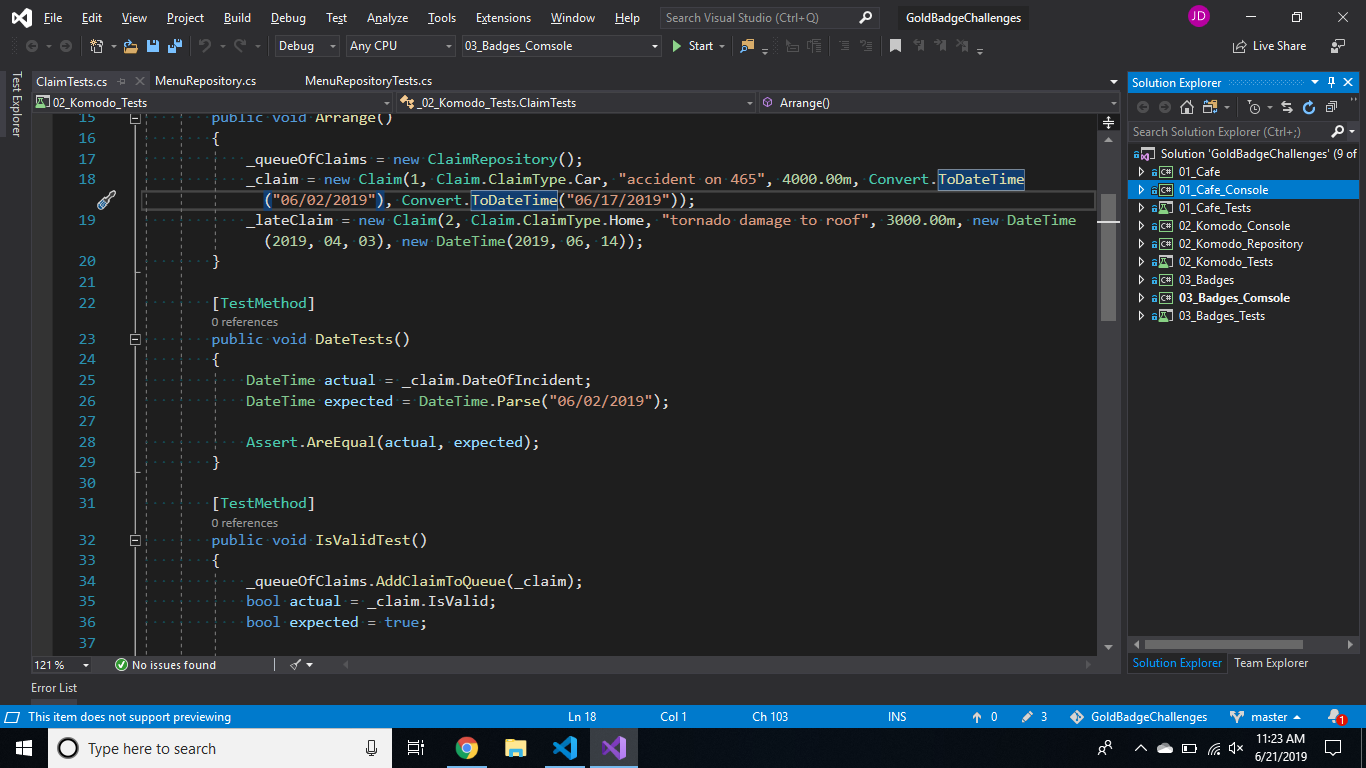 File Edit View Project Build Debug Test Analyze Tools Extensions Window Help Search Visual Studio (Ctrl+Q) GoldBadgeChallenges JD
Debug Any CPU 03_Badges_Comsole Start Live Share
Test Explorer
ClaimTests.cs MenuRepository.cs MenuRepositoryTests.cs
02_Komodo_Tests _02_Komodo_Tests.ClaimTests Arrange()
15 public void Arrange()
16 {
17 _queueOfClaims = new ClaimRepository();
18 _claim = new Claim(1, Claim.ClaimType.Car, "accident on 465", 4000.00m, Convert.ToDateTime
("06/02/2019"), Convert.ToDateTime("06/17/2019"));
19 _lateClaim = new Claim(2, Claim.ClaimType.Home, "tornado damage to roof", 3000.00m, new DateTime
(2019, 04, 03), new DateTime(2019, 06, 14));
20 }
21
22 [TestMethod]
0 references
23 public void DateTests()
24 {
25 DateTime actual = _claim.DateOfIncident;
26 DateTime expected = DateTime.Parse("06/02/2019");
27
28 Assert.AreEqual(actual, expected);
29 }
30
31 [TestMethod]
0 references
32 public void IsValidTest()
33 {
34 _queueOfClaims.AddClaimToQueue(_claim);
35 bool actual = _claim.IsValid;
36 bool expected = true;
37
121 % No issues found
Solution Explorer
Search Solution Explorer (Ctrl+;)
Solution 'GoldBadgeChallenges' (9 of
01_Cafe
01_Cafe_Console
01_Cafe_Tests
02_Komodo_Console
02_Komodo_Repository
02_Komodo_Tests
03_Badges
03_Badges_Comsole
03_Badges_Tests
Solution Explorer Team Explorer
Error List
This item does not support previewing Ln 18 Col 1 Ch 103 INS 0 3 GoldBadgeChallenges master 1
Type here to search 11:23 AM
6/21/2019